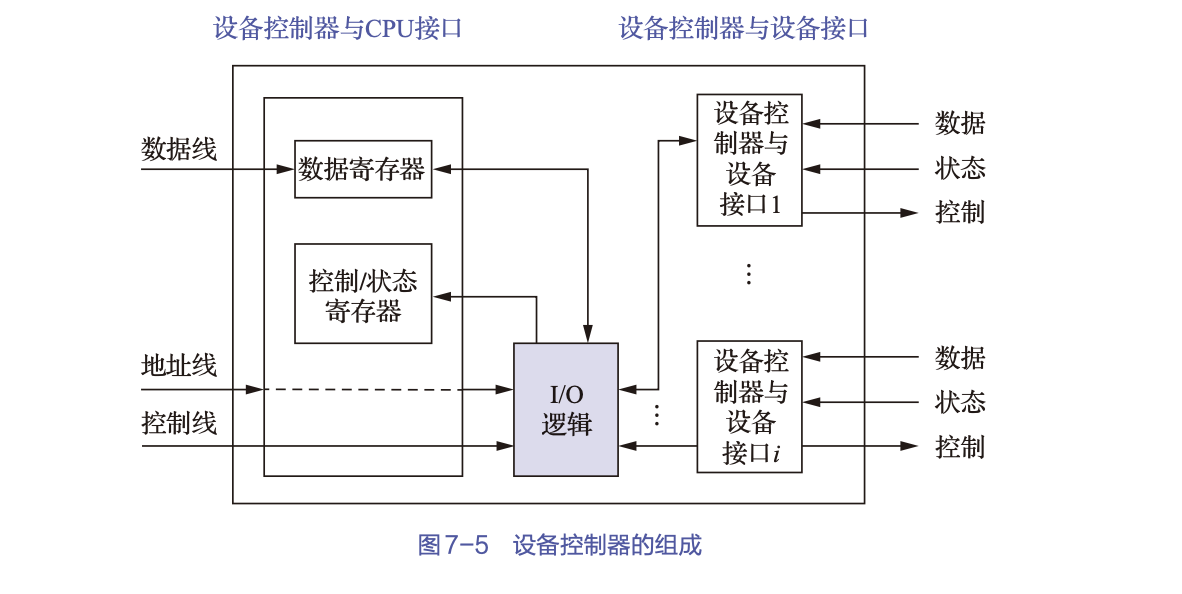 设备控制器与CPU接口
设备控制器与设备接口
数据线
数据寄存器
控制/状态
寄存器
地址线
控制线
I/O
逻辑
设备控
制器与
设备
接口1
数据
状态
控制
⋮
⋮
设备控
制器与
设备
接口i
数据
状态
控制
图7-5 设备控制器的组成